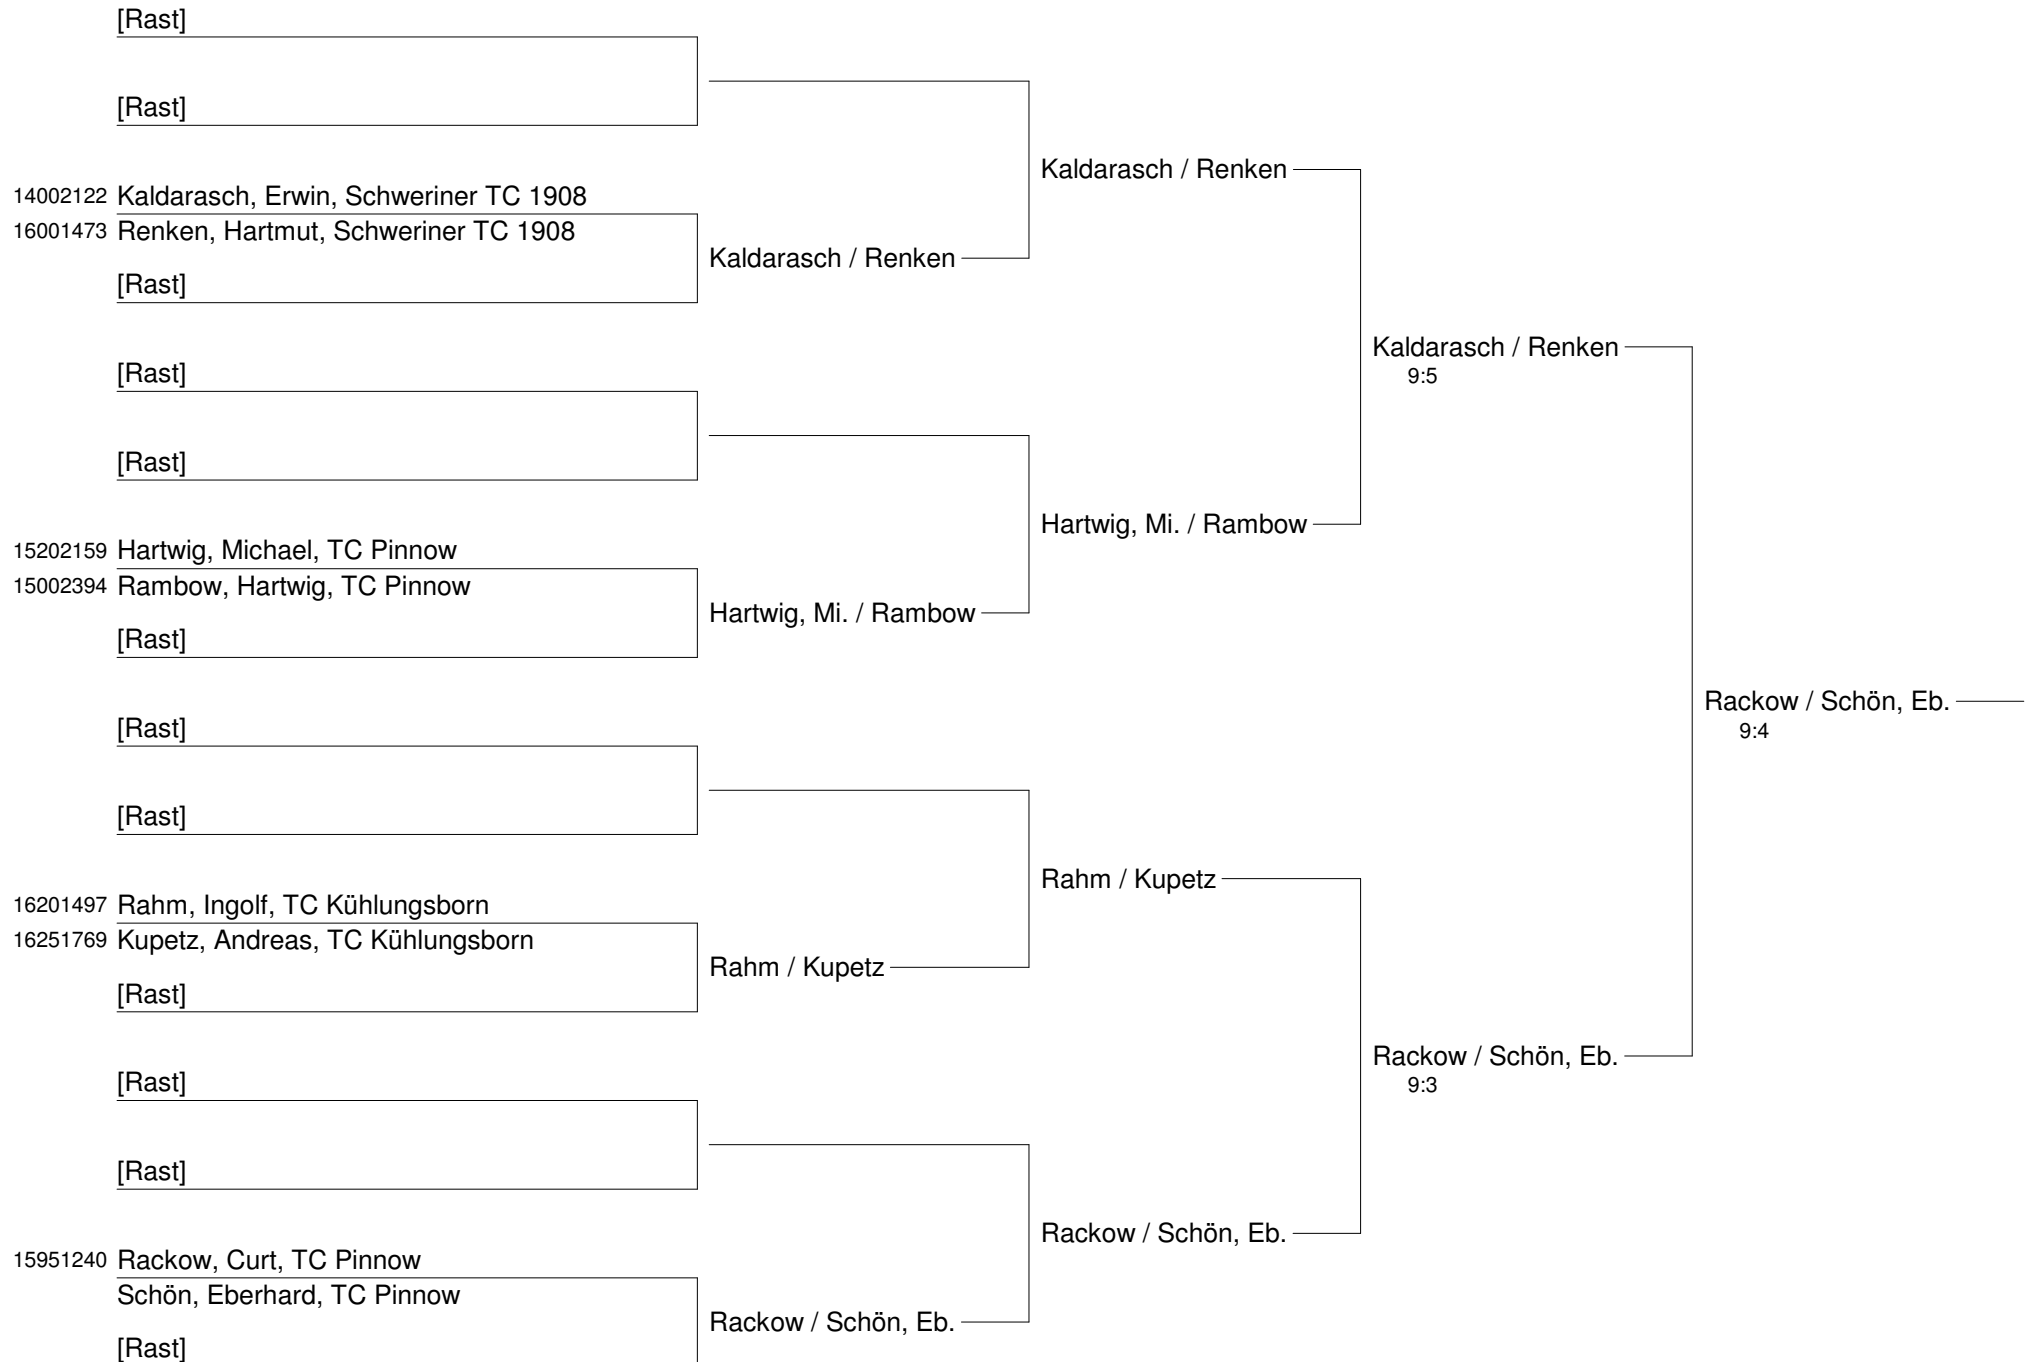 [Rast]
[Rast]
14002122 Kaldarasch, Erwin, Schweriner TC 1908
16001473 Renken, Hartmut, Schweriner TC 1908
[Rast]
[Rast]
[Rast]
15202159 Hartwig, Michael, TC Pinnow
15002394 Rambow, Hartwig, TC Pinnow
[Rast]
[Rast]
[Rast]
16201497 Rahm, Ingolf, TC Kühlungsborn
16251769 Kupetz, Andreas, TC Kühlungsborn
[Rast]
[Rast]
[Rast]
15951240 Rackow, Curt, TC Pinnow
Schön, Eberhard, TC Pinnow
[Rast]
Kaldarasch / Renken
Hartwig, Mi. / Rambow
Rahm / Kupetz
Rackow / Schön, Eb.
Kaldarasch / Renken
Hartwig, Mi. / Rambow
Rahm / Kupetz
Rackow / Schön, Eb.
Kaldarasch / Renken
9:5
Rackow / Schön, Eb.
9:3
Rackow / Schön, Eb.
9:4